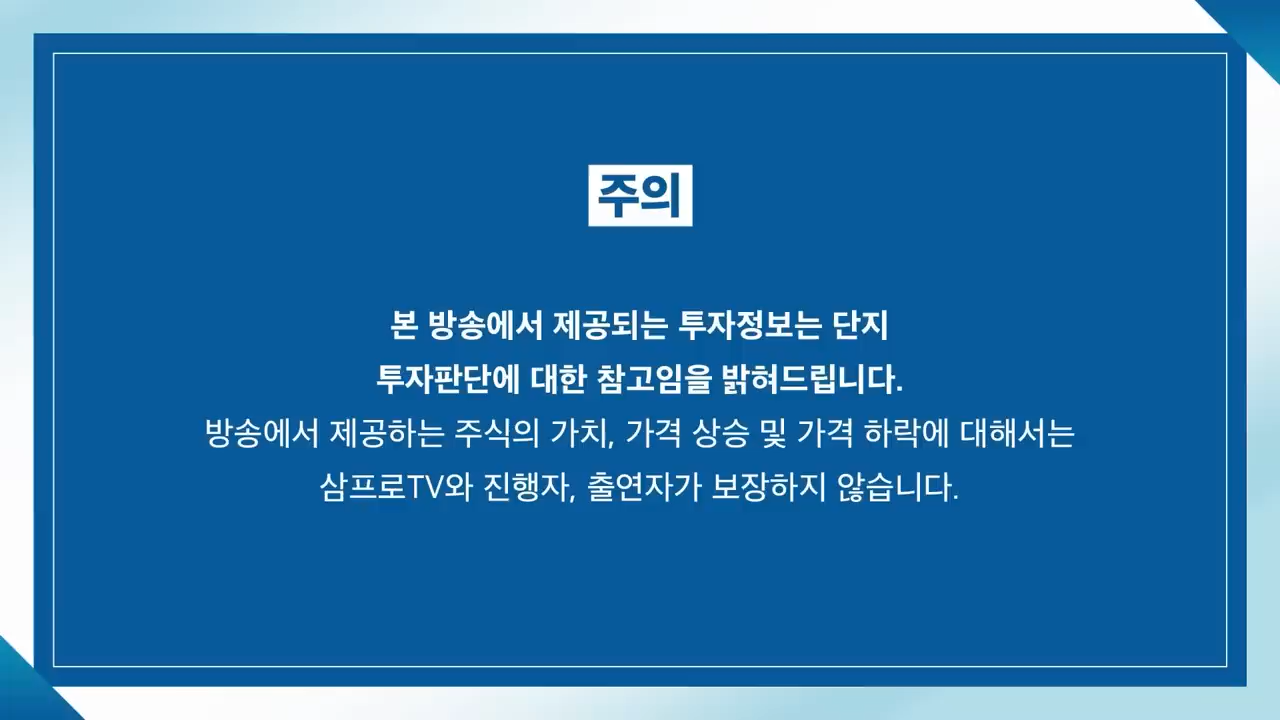 주의
본 방송에서 제공되는 투자정보는 단지
투자판단에 대한 참고임을 밝혀드립니다.
방송에서 제공하는 주식의 가치, 가격 상승 및 가격 하락에 대해서는
삼프로TV와 진행자, 출연자가 보장하지 않습니다.